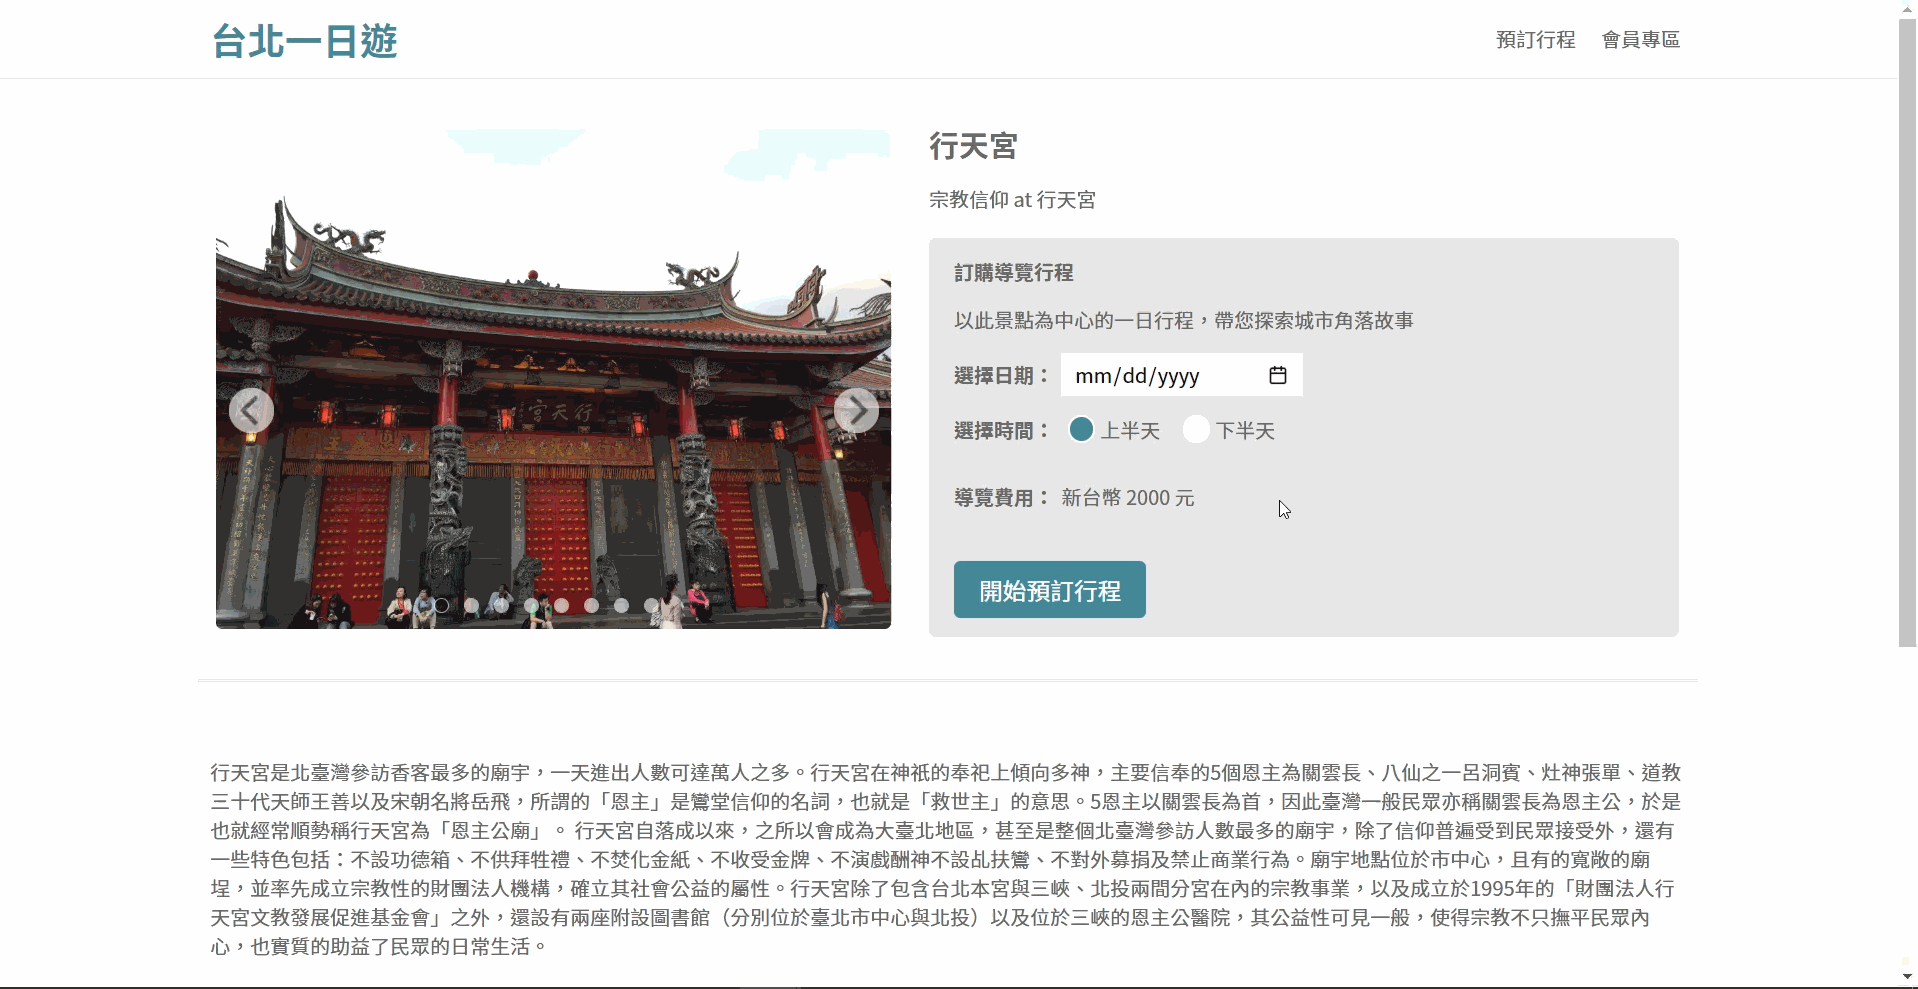 台北一日遊
預訂行程 會員專區
行天宮
宗教信仰 at 行天宮
訂購導覽行程
以此景點為中心的一日行程，帶您探索城市角落故事
選擇日期： mm/dd/yyyy
選擇時間： 上半天 下半天
導覽費用： 新台幣 2000 元
開始預訂行程
宮天行
行天宮是北臺灣參訪香客最多的廟宇，一天進出人數可達萬人之多。行天宮在神祇的奉祀上傾向多神，主要信奉的5個恩主為關雲長、八仙之一呂洞賓、灶神張單、道教
三十代天師王善以及宋朝名將岳飛，所謂的「恩主」是鸞堂信仰的名詞，也就是「救世主」的意思。5恩主以關雲長為首，因此臺灣一般民眾亦稱關雲長為恩主公，於是
也就經常順勢稱行天宮為「恩主公廟」。 行天宮自落成以來，之所以會成為大臺北地區，甚至是整個北臺灣參訪人數最多的廟宇，除了信仰普遍受到民眾接受外，還有
一些特色包括：不設功德箱、不供拜牲禮、不焚化金紙、不收受金牌、不演戲酬神不設乩扶鸞、不對外募捐及禁止商業行為。廟宇地點位於市中心，且有的寬敞的廟
埕，並率先成立宗教性的財團法人機構，確立其社會公益的屬性。行天宮除了包含台北本宮與三峽、北投兩間分宮在內的宗教事業，以及成立於1995年的「財團法人行
天宮文教發展促進基金會」之外，還設有兩座附設圖書館（分別位於臺北市中心與北投）以及位於三峽的恩主公醫院，其公益性可見一般，使得宗教不只撫平民眾內
心，也實質的助益了民眾的日常生活。